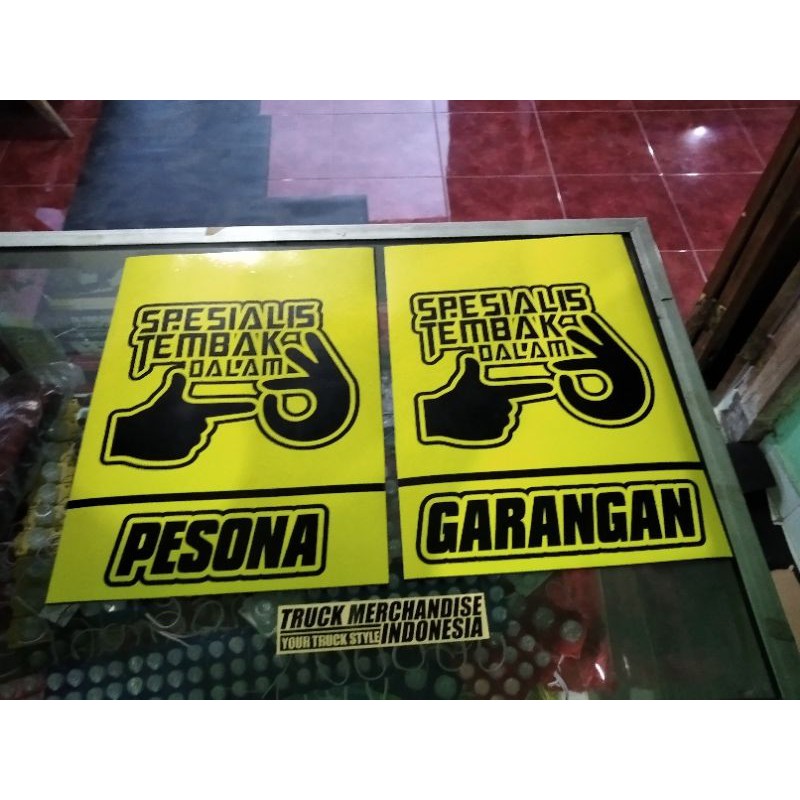 SPESIALIS
TEMBAK
DALAM
PESONA
SPESIALIS
TEMBAK
DALAM
GARANGAN
TRUCK MERCHANDISE
YOUR TRUCK STYLE INDONESIA